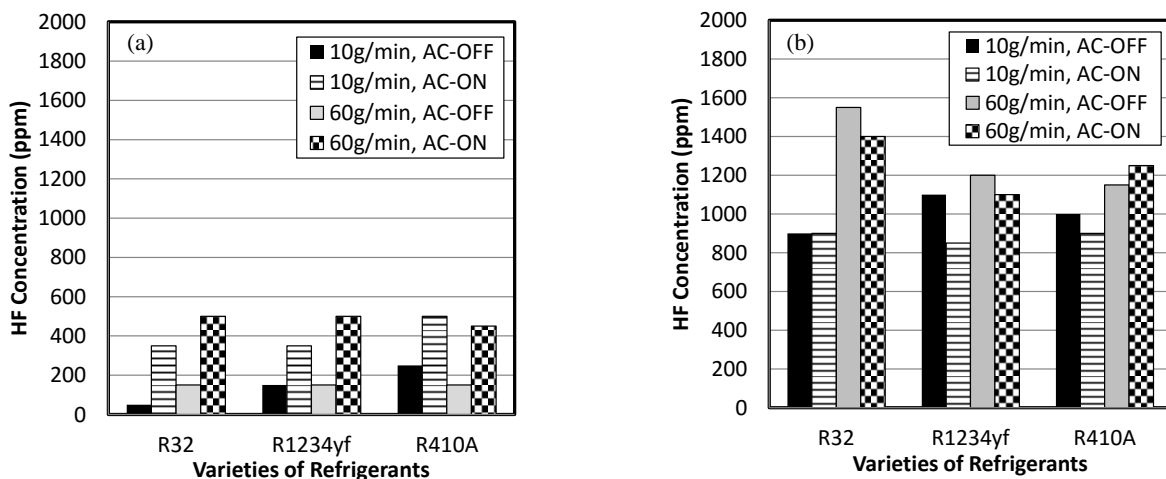 (a)
10g/min, AC-OFF
10g/min, AC-ON
60g/min, AC-OFF
60g/min, AC-ON
HF Concentration (ppm)
2000
1800
1600
1400
1200
1000
800
600
400
200
0
R32 R1234yf R410A
Varieties of Refrigerants
(b)
10g/min, AC-OFF
10g/min, AC-ON
60g/min, AC-OFF
60g/min, AC-ON
HF Concentration (ppm)
2000
1800
1600
1400
1200
1000
800
600
400
200
0
R32 R1234yf R410A
Varieties of Refrigerants